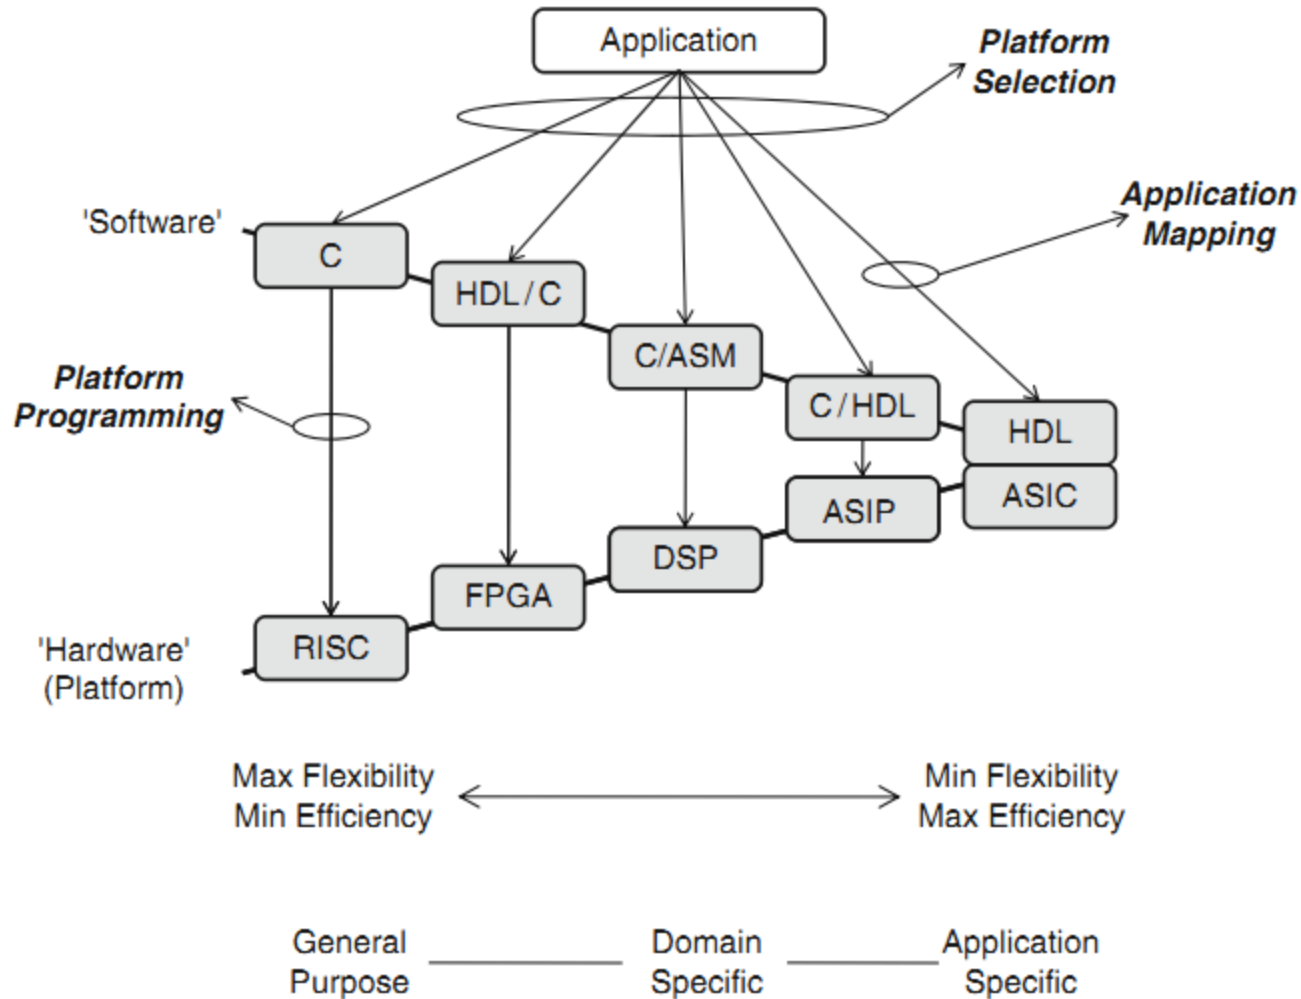 Application
Platform
Selection
Application
Mapping
'Software'
C
HDL / C
C/ASM
C / HDL
HDL
Platform
Programming
ASIC
ASIP
DSP
FPGA
RISC
'Hardware'
(Platform)
Max Flexibility
Min Efficiency
Min Flexibility
Max Efficiency
General
Purpose
Domain
Specific
Application
Specific